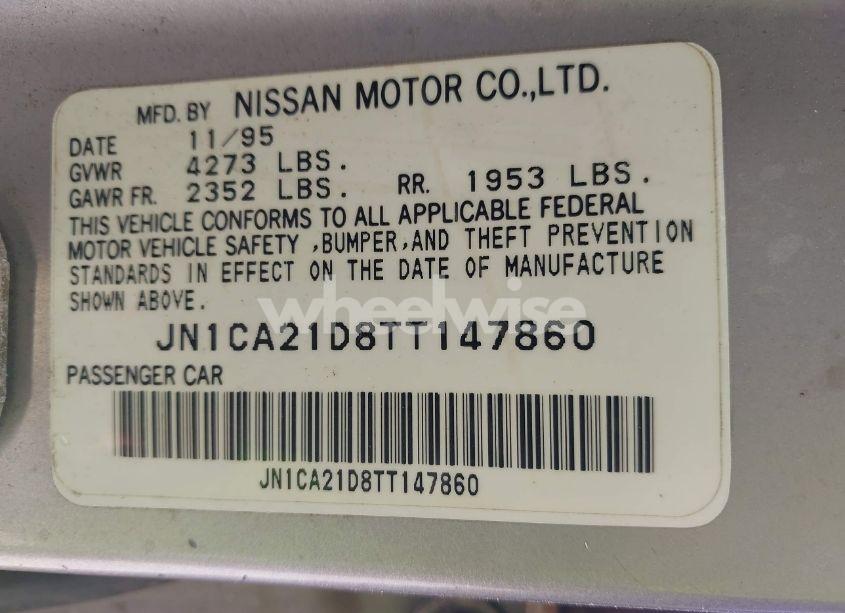 MFD. BY NISSAN MOTOR CO.,LTD.
DATE 11/95
GVWR 4273 LBS.
GAWR FR. 2352 LBS. RR. 1953 LBS.
THIS VEHICLE CONFORMS TO ALL APPLICABLE FEDERAL
MOTOR VEHICLE SAFETY ,BUMPER,AND THEFT PREVENTION
STANDARDS IN EFFECT ON THE DATE OF MANUFACTURE
SHOWN ABOVE.
wheelwise
JN1CA21D8TT147860
PASSENGER CAR
JN1CA21D8TT147860